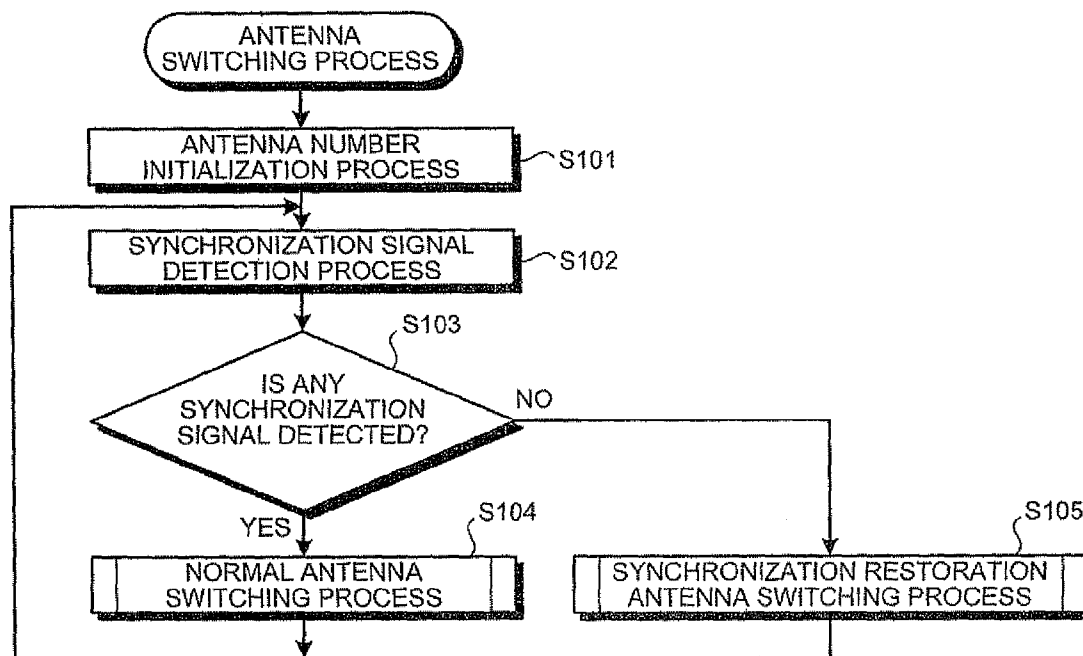 ANTENNA
SWITCHING PROCESS
ANTENNA NUMBER
INITIALIZATION PROCESS
S101
SYNCHRONIZATION SIGNAL
DETECTION PROCESS
S102
S103
IS ANY
SYNCHRONIZATION
SIGNAL DETECTED?
NO
YES
S104
NORMAL ANTENNA
SWITCHING PROCESS
S105
SYNCHRONIZATION RESTORATION
ANTENNA SWITCHING PROCESS